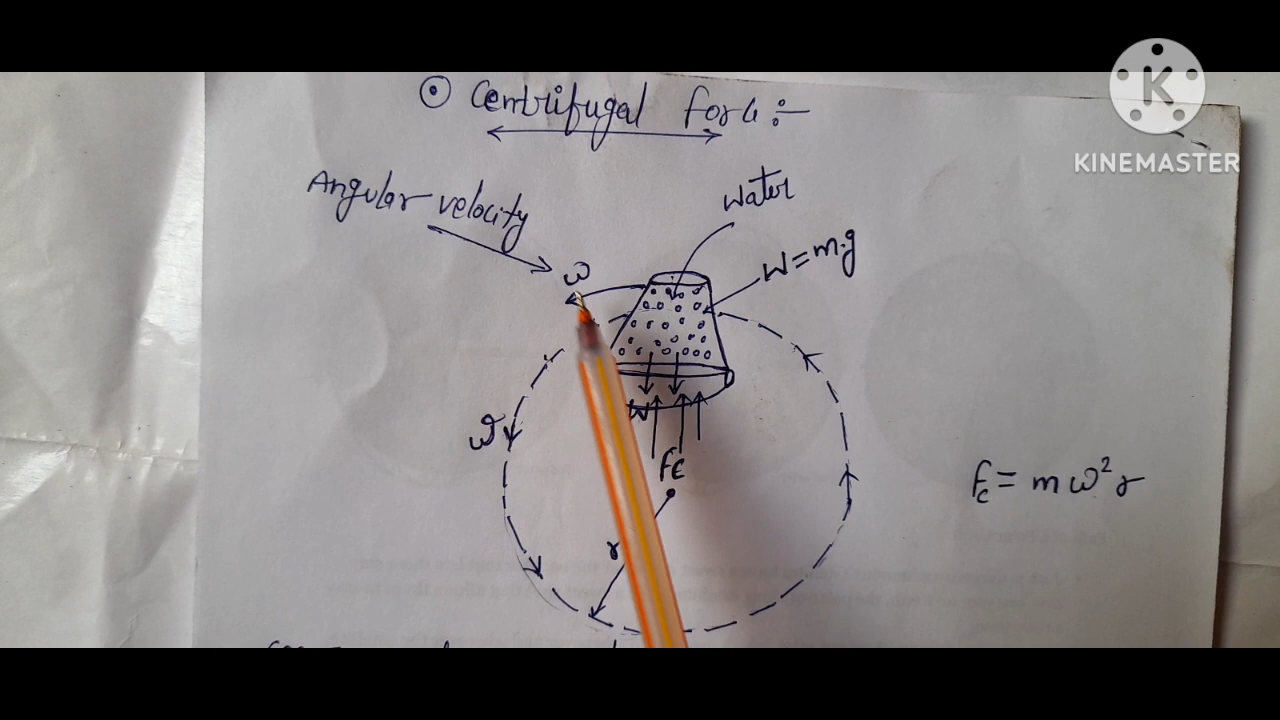 ⊙ Centrifugal Force :-
KINEMASTER
Angular velocity
Water
ω
W = m.g
ω
W
Fc
Fc = mω²r
r